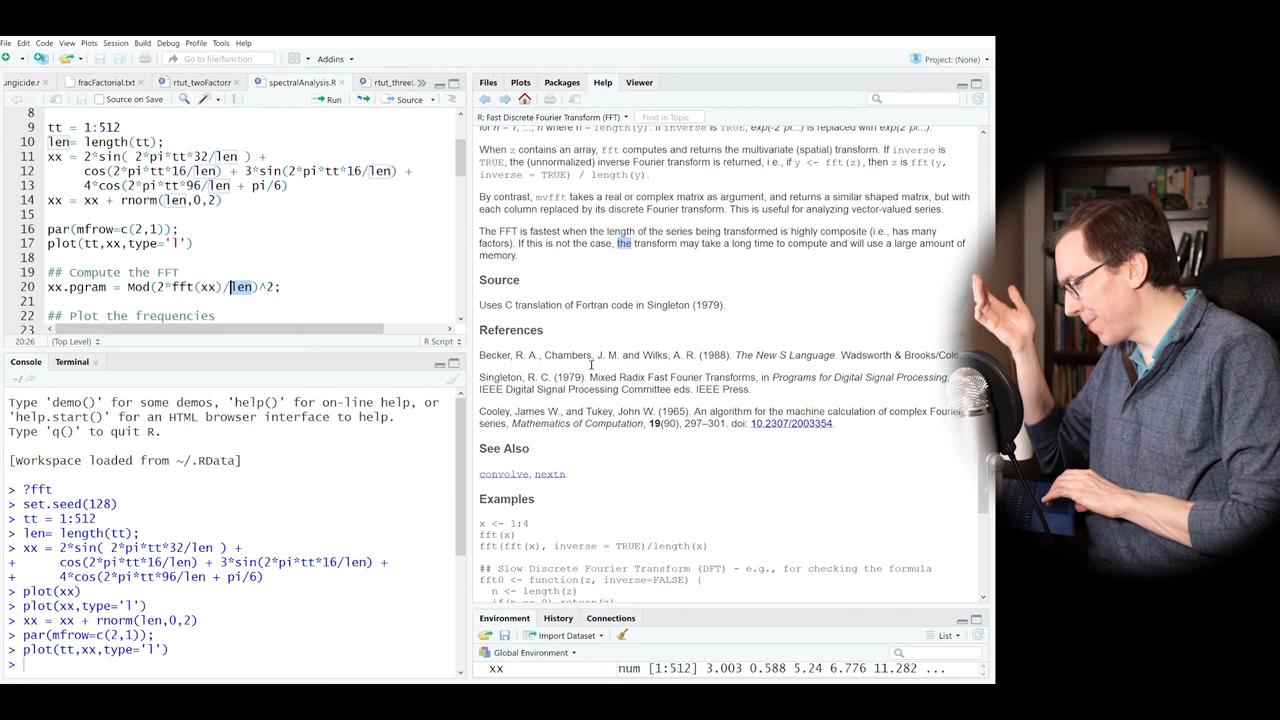 File Edit Code View Plots Session Build Debug Profile Tools Help
Go to file/function Addins Project: (None)
ungicide.r fracFactorial.txt rtut_twoFactorr spectralAnalysis.R rtut_threel
Source on Save Run Source
8
9 tt = 1:512
10 len= length(tt);
11 xx = 2*sin( 2*pi*tt*32/len ) +
12 cos(2*pi*tt*16/len) + 3*sin(2*pi*tt*16/len) +
13 4*cos(2*pi*tt*96/len + pi/6)
14 xx = xx + rnorm(len,0,2)
15
16 par(mfrow=c(2,1));
17 plot(tt,xx,type='l')
18
19 ## Compute the FFT
20 xx.pgram = Mod(2*fft(xx)/len)^2;
21
22 ## Plot the frequencies
23
20:26 (Top Level) R Script
Console Terminal
~/
Type 'demo()' for some demos, 'help()' for on-line help, or
'help.start()' for an HTML browser interface to help.
Type 'q()' to quit R.
[Workspace loaded from ~/.RData]
> ?fft
> set.seed(128)
> tt = 1:512
> len= length(tt);
> xx = 2*sin( 2*pi*tt*32/len ) +
+ cos(2*pi*tt*16/len) + 3*sin(2*pi*tt*16/len) +
+ 4*cos(2*pi*tt*96/len + pi/6)
> plot(xx)
> plot(xx,type='l')
> xx = xx + rnorm(len,0,2)
> par(mfrow=c(2,1));
> plot(tt,xx,type='l')
>
Files Plots Packages Help Viewer
R: Fast Discrete Fourier Transform (FFT) Find in Topic
where n = length(y). If inverse is TRUE, exp(-2 pi...) is replaced with exp(2 pi...).
When z contains an array, fft computes and returns the multivariate (spatial) transform. If inverse
is TRUE, the (unnormalized) inverse Fourier transform is returned, i.e., if y <- fft(z), then z is fft(y,
inverse = TRUE) / length(y).
By contrast, mvfft takes a real or complex matrix as argument, and returns a similar shaped matrix, but with
each column replaced by its discrete Fourier transform. This is useful for analyzing vector-valued series.
The FFT is fastest when the length of the series being transformed is highly composite (i.e., has many
factors). If this is not the case, the transform may take a long time to compute and will use a large amount of
memory.
Source
Uses C translation of Fortran code in Singleton (1979).
References
Becker, R. A., Chambers, J. M. and Wilks, A. R. (1988). The New S Language. Wadsworth & Brooks/Cole
Singleton, R. C. (1979). Mixed Radix Fast Fourier Transforms, in Programs for Digital Signal Processing,
IEEE Digital Signal Processing Committee eds. IEEE Press.
Cooley, James W., and Tukey, John W. (1965). An algorithm for the machine calculation of complex Fourier
series, Mathematics of Computation, 19(90), 297–301. doi: 10.2307/2003354.
See Also
convolve, nextn.
Examples
x <- 1:4
fft(x)
fft(fft(x), inverse = TRUE)/length(x)
## Slow Discrete Fourier Transform (DFT) - e.g., for checking the formula
fft0 <- function(z, inverse=FALSE) {
n <- length(z)
Environment History Connections
Import Dataset List
Global Environment
xx num [1:512] 3.003 0.588 5.24 6.776 11.282 ...